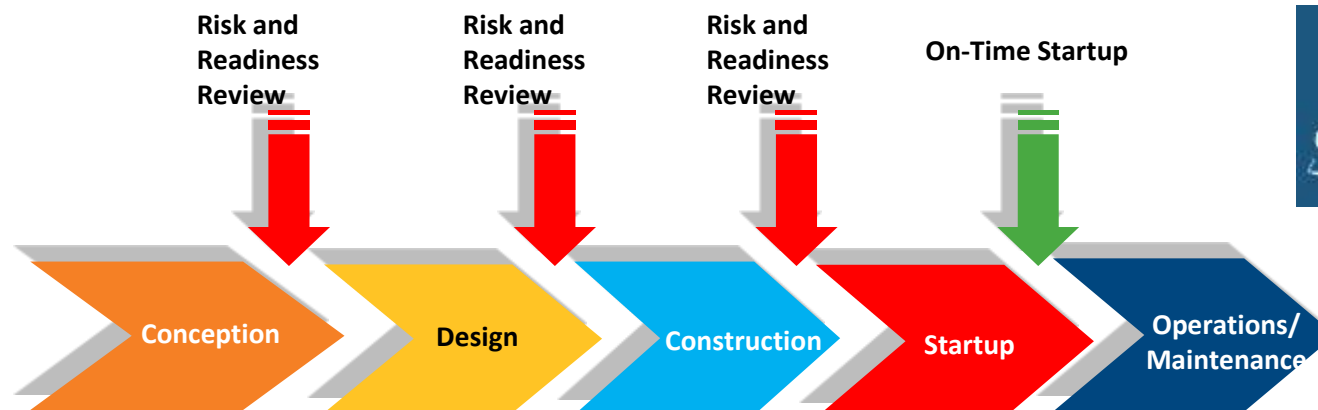 Risk and
Readiness
Review
Risk and
Readiness
Review
Risk and
Readiness
Review
On-Time Startup
Conception
Design
Construction
Startup
Operations/
Maintenance